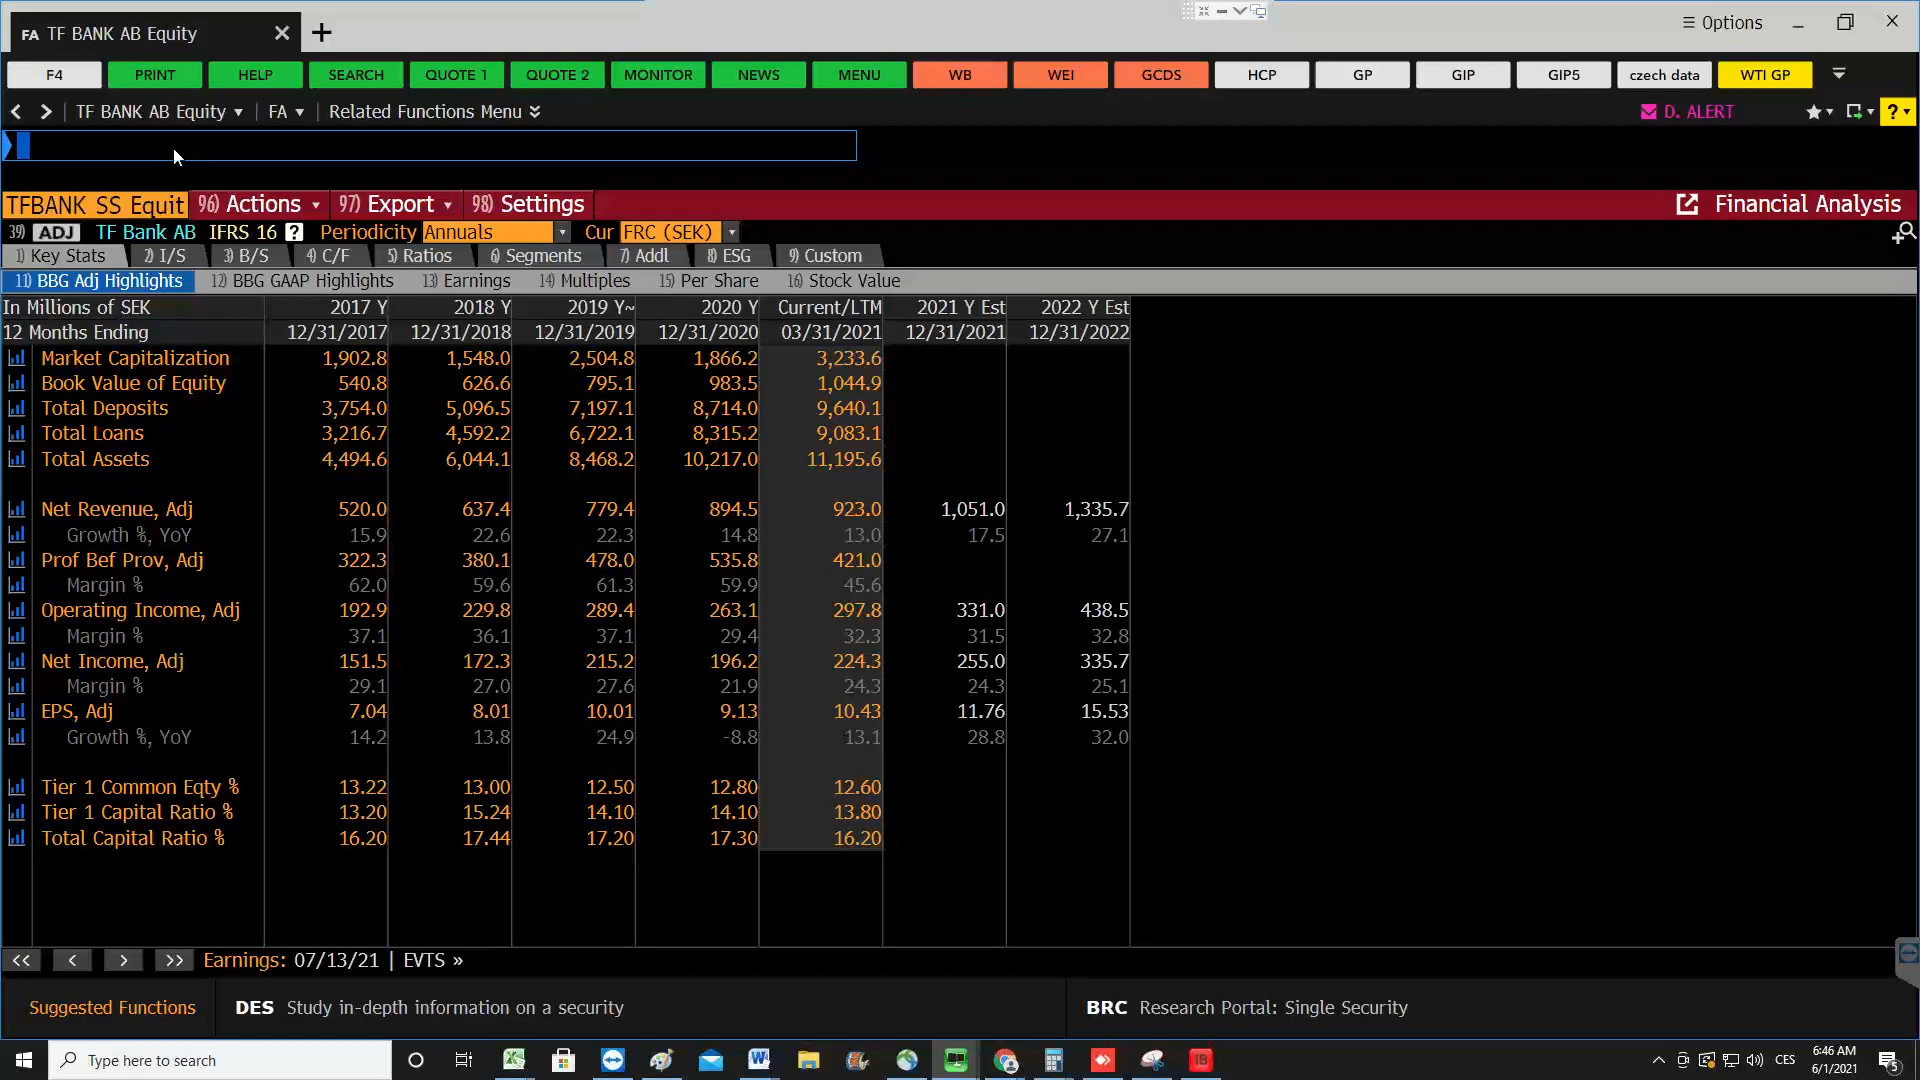 FA TF BANK AB Equity
Options
F4 PRINT HELP SEARCH QUOTE 1 QUOTE 2 MONITOR NEWS MENU WB WEI GCDS HCP GP GIP GIP5 czech data WTI GP
TF BANK AB Equity FA Related Functions Menu D. ALERT ?
TFBANK SS Equit 96) Actions 97) Export 98) Settings Financial Analysis
39) ADJ TF Bank AB IFRS 16 ? Periodicity Annuals Cur FRC (SEK)
1) Key Stats 2) I/S 3) B/S 4) C/F 5) Ratios 6) Segments 7) Addl 8) ESG 9) Custom
11) BBG Adj Highlights 12) BBG GAAP Highlights 13) Earnings 14) Multiples 15) Per Share 16) Stock Value
In Millions of SEK 2017 Y 2018 Y 2019 Y~ 2020 Y Current/LTM 2021 Y Est 2022 Y Est
12 Months Ending 12/31/2017 12/31/2018 12/31/2019 12/31/2020 03/31/2021 12/31/2021 12/31/2022
Market Capitalization 1,902.8 1,548.0 2,504.8 1,866.2 3,233.6
Book Value of Equity 540.8 626.6 795.1 983.5 1,044.9
Total Deposits 3,754.0 5,096.5 7,197.1 8,714.0 9,640.1
Total Loans 3,216.7 4,592.2 6,722.1 8,315.2 9,083.1
Total Assets 4,494.6 6,044.1 8,468.2 10,217.0 11,195.6
Net Revenue, Adj 520.0 637.4 779.4 894.5 923.0 1,051.0 1,335.7
Growth %, YoY 15.9 22.6 22.3 14.8 13.0 17.5 27.1
Prof Bef Prov, Adj 322.3 380.1 478.0 535.8 421.0
Margin % 62.0 59.6 61.3 59.9 45.6
Operating Income, Adj 192.9 229.8 289.4 263.1 297.8 331.0 438.5
Margin % 37.1 36.1 37.1 29.4 32.3 31.5 32.8
Net Income, Adj 151.5 172.3 215.2 196.2 224.3 255.0 335.7
Margin % 29.1 27.0 27.6 21.9 24.3 24.3 25.1
EPS, Adj 7.04 8.01 10.01 9.13 10.43 11.76 15.53
Growth %, YoY 14.2 13.8 24.9 -8.8 13.1 28.8 32.0
Tier 1 Common Eqty % 13.22 13.00 12.50 12.80 12.60
Tier 1 Capital Ratio % 13.20 15.24 14.10 14.10 13.80
Total Capital Ratio % 16.20 17.44 17.20 17.30 16.20
<< < > >> Earnings: 07/13/21 | EVTS »
Suggested Functions DES Study in-depth information on a security BRC Research Portal: Single Security
Type here to search IB CES 6:46 AM
6/1/2021 5